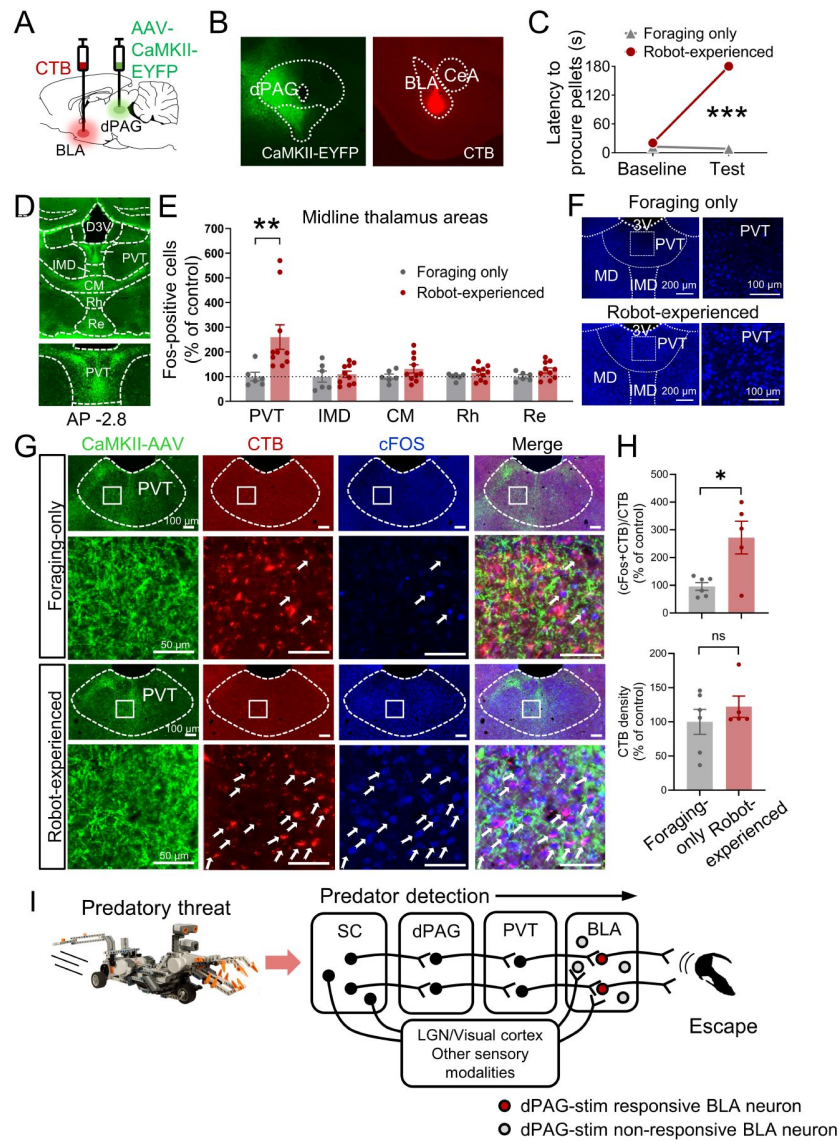 A
AAV-
CaMKII-
EYFP
CTB
dPAG
BLA
B
dPAG
CaMKII-EYFP
BLA
CeA
CTB
C
Foraging only
Robot-experienced
Latency to
procure pellets (s)
180
120
60
0
***
Baseline
Test
D
D3V
IMD
PVT
CM
Rh
Re
PVT
AP -2.8
E
Midline thalamus areas
Fos-positive cells
(% of control)
700
600
500
400
300
200
100
0
**
Foraging only
Robot-experienced
PVT
IMD
CM
Rh
Re
F
Foraging only
3V
PVT
MD
IMD
200 µm
PVT
100 µm
Robot-experienced
3V
PVT
MD
IMD
200 µm
PVT
100 µm
G
CaMKII-AAV
CTB
cFOS
Merge
Foraging-only
PVT
100 µm
50 µm
Robot-experienced
PVT
100 µm
50 µm
H
(cFos+CTB)/CTB
(% of control)
500
400
300
200
100
0
*
CTB density
(% of control)
200
150
100
50
0
ns
Foraging-
only
Robot-
experienced
I
Predatory threat
Predator detection
SC
dPAG
PVT
BLA
LGN/Visual cortex
Other sensory
modalities
Escape
dPAG-stim responsive BLA neuron
dPAG-stim non-responsive BLA neuron